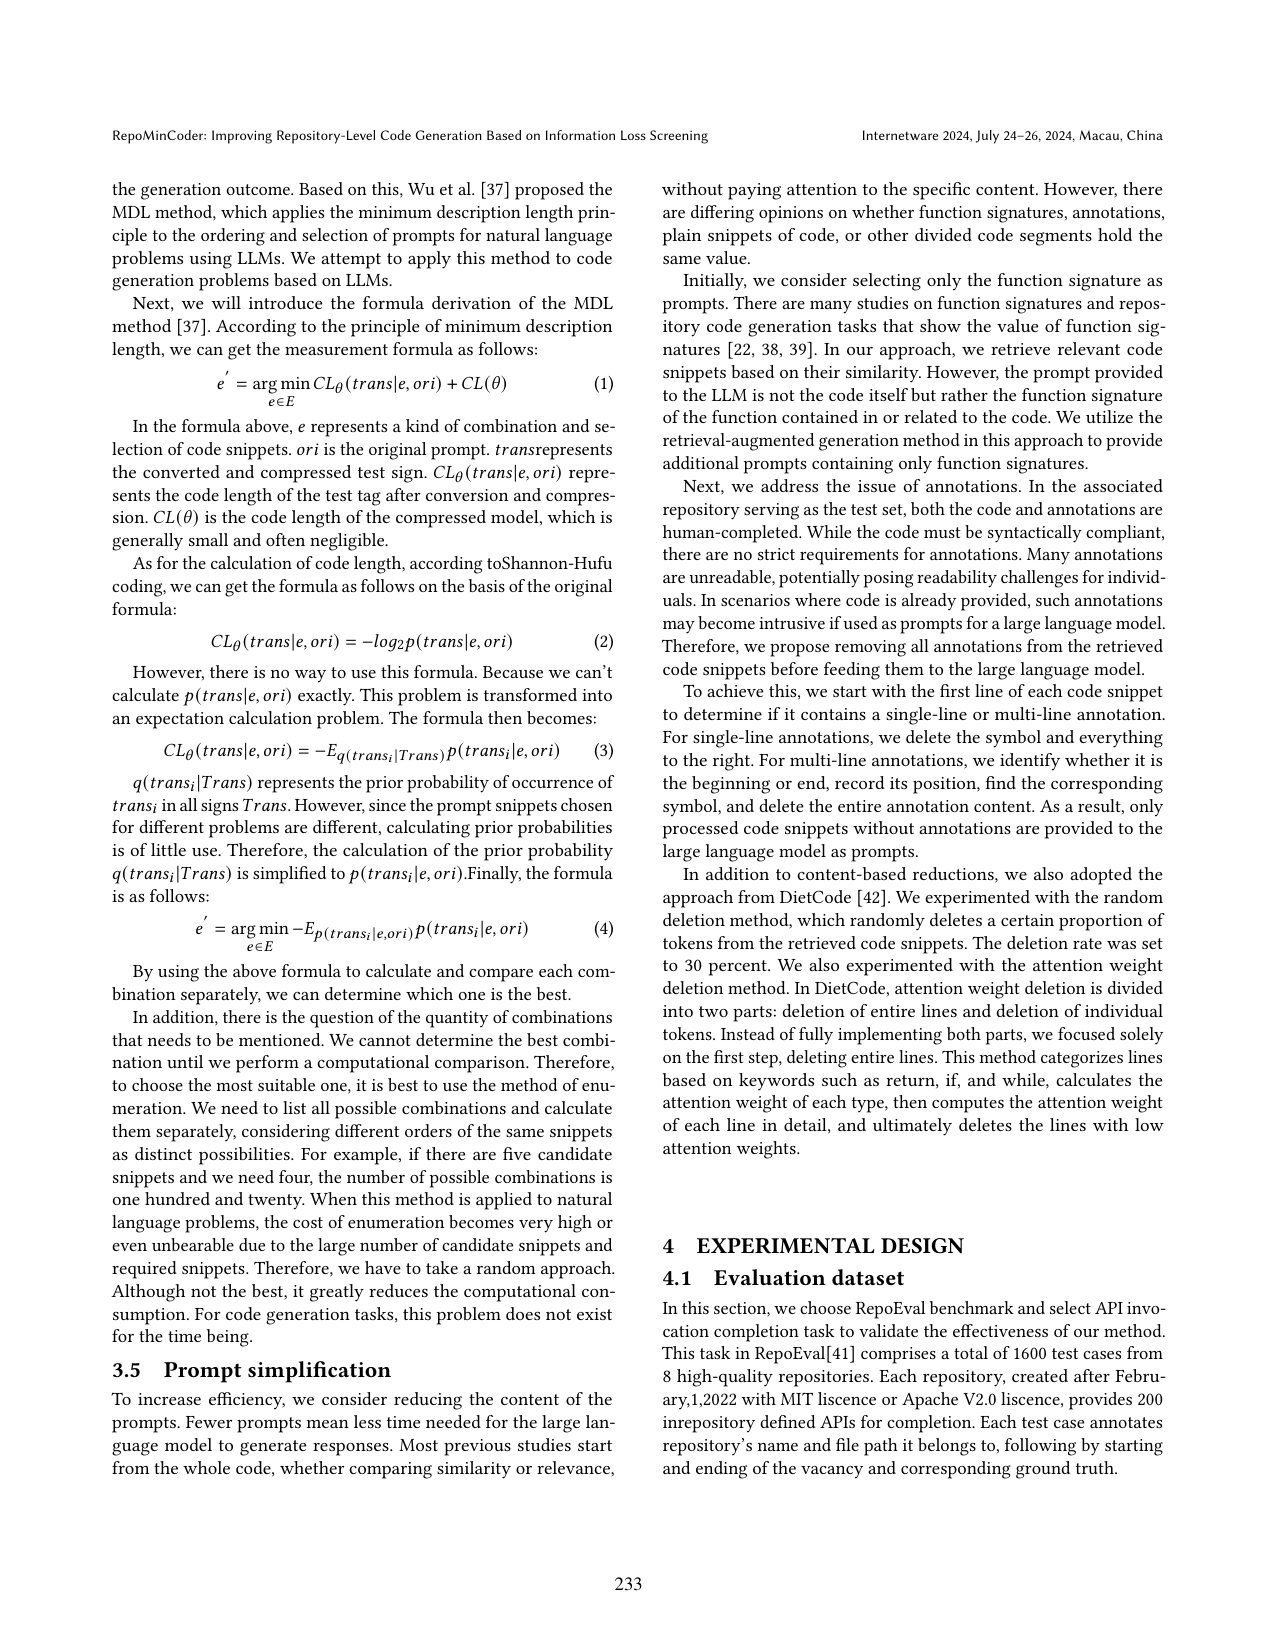 RepoMinCoder: Improving Repository-Level Code Generation Based on Information Loss Screening
Internetware 2024, July 24–26, 2024, Macau, China
the generation outcome. Based on this, Wu et al. [37] proposed the
MDL method, which applies the minimum description length prin-
ciple to the ordering and selection of prompts for natural language
problems using LLMs. We attempt to apply this method to code
generation problems based on LLMs.
Next, we will introduce the formula derivation of the MDL
method [37]. According to the principle of minimum description
length, we can get the measurement formula as follows:
e′ = arg min CL_θ(trans|e, ori) + CL(θ) (1)
e∈E
In the formula above, e represents a kind of combination and se-
lection of code snippets. ori is the original prompt. transrepresents
the converted and compressed test sign. CL_θ(trans|e, ori) repre-
sents the code length of the test tag after conversion and compres-
sion. CL(θ) is the code length of the compressed model, which is
generally small and often negligible.
As for the calculation of code length, according toShannon-Hufu
coding, we can get the formula as follows on the basis of the original
formula:
CL_θ(trans|e, ori) = −log₂p(trans|e, ori) (2)
However, there is no way to use this formula. Because we can't
calculate p(trans|e, ori) exactly. This problem is transformed into
an expectation calculation problem. The formula then becomes:
CL_θ(trans|e, ori) = −E_q(trans_i|Trans) p(trans_i|e, ori) (3)
q(trans_i|Trans) represents the prior probability of occurrence of
trans_i in all signs Trans. However, since the prompt snippets chosen
for different problems are different, calculating prior probabilities
is of little use. Therefore, the calculation of the prior probability
q(trans_i|Trans) is simplified to p(trans_i|e, ori).Finally, the formula
is as follows:
e′ = arg min −E_p(trans_i|e,ori) p(trans_i|e, ori) (4)
e∈E
By using the above formula to calculate and compare each com-
bination separately, we can determine which one is the best.
In addition, there is the question of the quantity of combinations
that needs to be mentioned. We cannot determine the best combi-
nation until we perform a computational comparison. Therefore,
to choose the most suitable one, it is best to use the method of enu-
meration. We need to list all possible combinations and calculate
them separately, considering different orders of the same snippets
as distinct possibilities. For example, if there are five candidate
snippets and we need four, the number of possible combinations is
one hundred and twenty. When this method is applied to natural
language problems, the cost of enumeration becomes very high or
even unbearable due to the large number of candidate snippets and
required snippets. Therefore, we have to take a random approach.
Although not the best, it greatly reduces the computational con-
sumption. For code generation tasks, this problem does not exist
for the time being.
3.5 Prompt simplification
To increase efficiency, we consider reducing the content of the
prompts. Fewer prompts mean less time needed for the large lan-
guage model to generate responses. Most previous studies start
from the whole code, whether comparing similarity or relevance,
without paying attention to the specific content. However, there
are differing opinions on whether function signatures, annotations,
plain snippets of code, or other divided code segments hold the
same value.
Initially, we consider selecting only the function signature as
prompts. There are many studies on function signatures and repos-
itory code generation tasks that show the value of function sig-
natures [22, 38, 39]. In our approach, we retrieve relevant code
snippets based on their similarity. However, the prompt provided
to the LLM is not the code itself but rather the function signature
of the function contained in or related to the code. We utilize the
retrieval-augmented generation method in this approach to provide
additional prompts containing only function signatures.
Next, we address the issue of annotations. In the associated
repository serving as the test set, both the code and annotations are
human-completed. While the code must be syntactically compliant,
there are no strict requirements for annotations. Many annotations
are unreadable, potentially posing readability challenges for individ-
uals. In scenarios where code is already provided, such annotations
may become intrusive if used as prompts for a large language model.
Therefore, we propose removing all annotations from the retrieved
code snippets before feeding them to the large language model.
To achieve this, we start with the first line of each code snippet
to determine if it contains a single-line or multi-line annotation.
For single-line annotations, we delete the symbol and everything
to the right. For multi-line annotations, we identify whether it is
the beginning or end, record its position, find the corresponding
symbol, and delete the entire annotation content. As a result, only
processed code snippets without annotations are provided to the
large language model as prompts.
In addition to content-based reductions, we also adopted the
approach from DietCode [42]. We experimented with the random
deletion method, which randomly deletes a certain proportion of
tokens from the retrieved code snippets. The deletion rate was set
to 30 percent. We also experimented with the attention weight
deletion method. In DietCode, attention weight deletion is divided
into two parts: deletion of entire lines and deletion of individual
tokens. Instead of fully implementing both parts, we focused solely
on the first step, deleting entire lines. This method categorizes lines
based on keywords such as return, if, and while, calculates the
attention weight of each type, then computes the attention weight
of each line in detail, and ultimately deletes the lines with low
attention weights.
4 EXPERIMENTAL DESIGN
4.1 Evaluation dataset
In this section, we choose RepoEval benchmark and select API invo-
cation completion task to validate the effectiveness of our method.
This task in RepoEval[41] comprises a total of 1600 test cases from
8 high-quality repositories. Each repository, created after Febru-
ary,1,2022 with MIT liscence or Apache V2.0 liscence, provides 200
inrepository defined APIs for completion. Each test case annotates
repository's name and file path it belongs to, following by starting
and ending of the vacancy and corresponding ground truth.
233